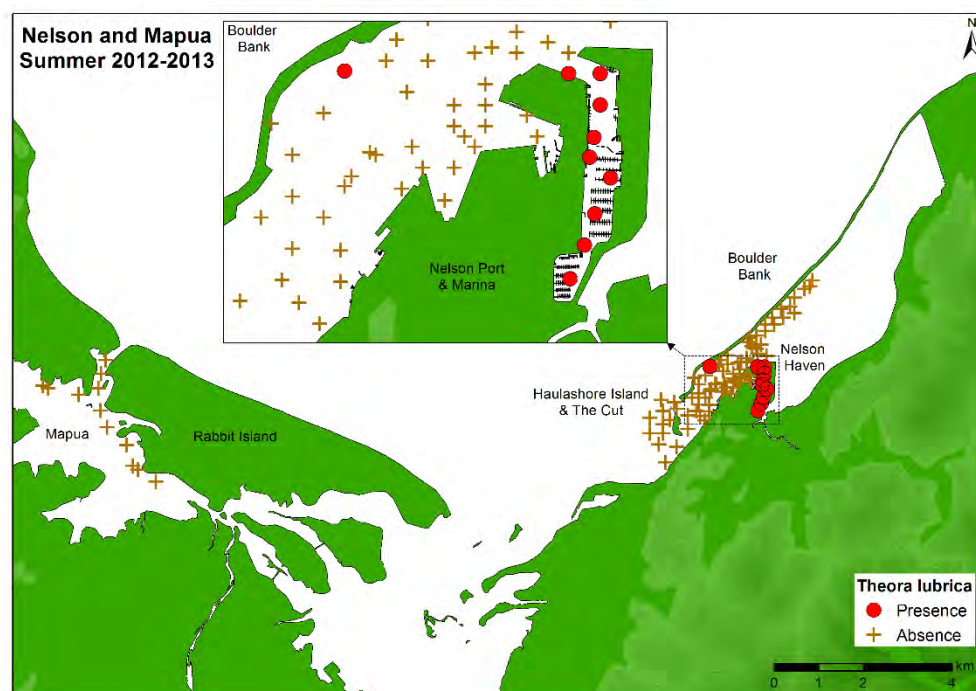 Nelson and Mapua
Summer 2012-2013
Boulder
Bank
N
Nelson Port
& Marina
Boulder
Bank
Nelson
Haven
Haulashore Island
& The Cut
Mapua
Rabbit Island
Theora lubrica
Presence
Absence
km
0 1 2 4